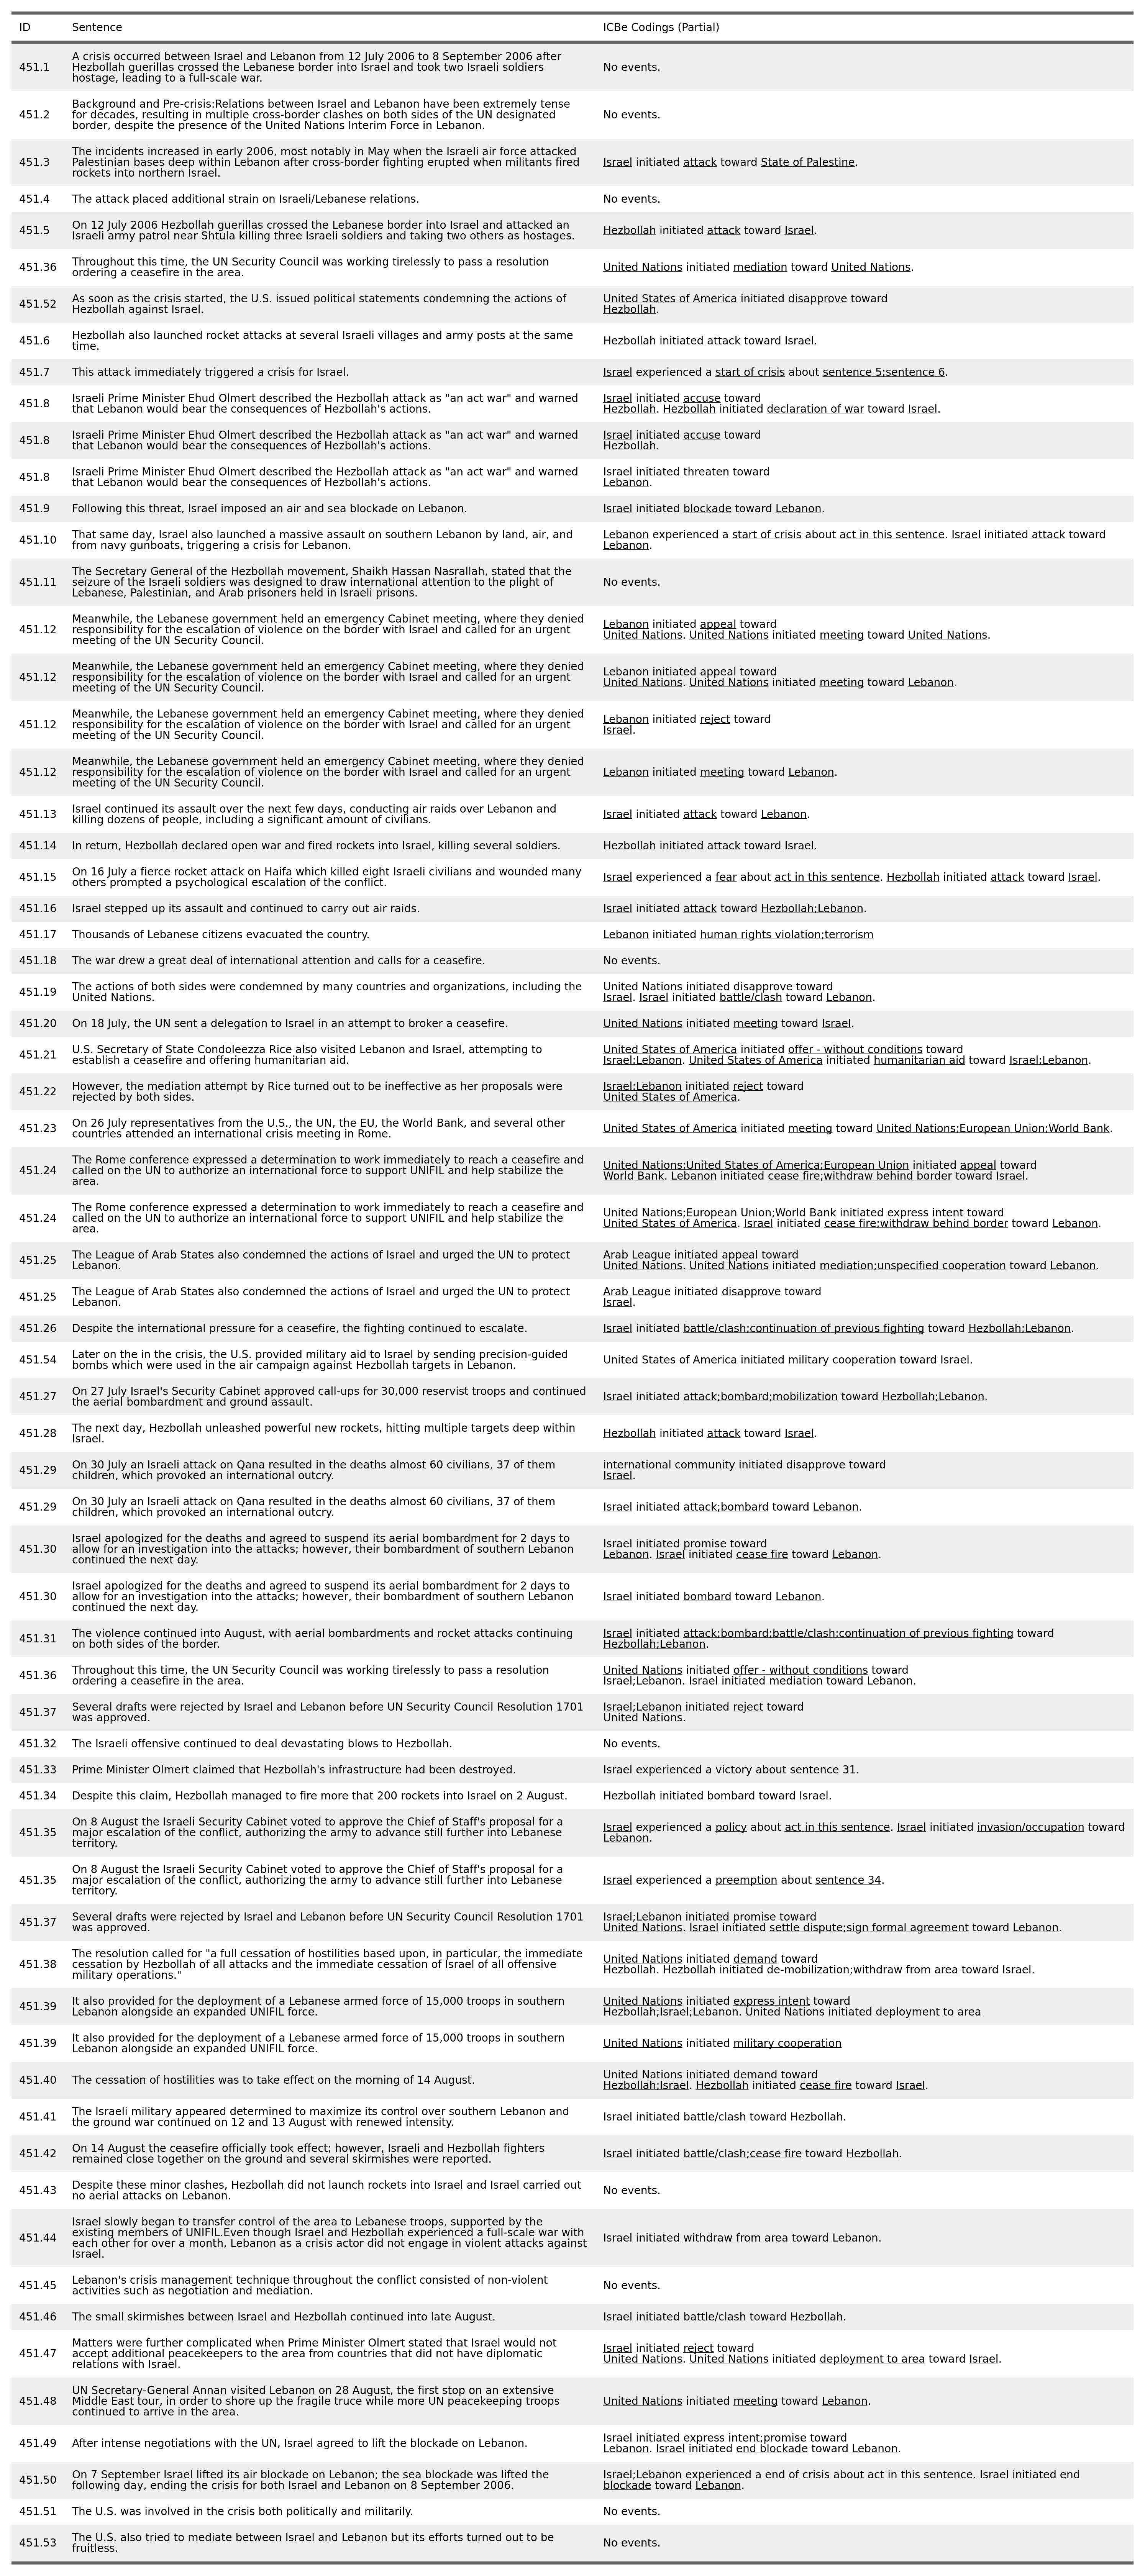 ID Sentence ICBe Codings (Partial)
451.1 A crisis occurred between Israel and Lebanon from 12 July 2006 to 8 September 2006 after
Hezbollah guerillas crossed the Lebanese border into Israel and took two Israeli soldiers
hostage, leading to a full-scale war.
No events.
451.2 Background and Pre-crisis:Relations between Israel and Lebanon have been extremely tense
for decades, resulting in multiple cross-border clashes on both sides of the UN designated
border, despite the presence of the United Nations Interim Force in Lebanon.
No events.
451.3 The incidents increased in early 2006, most notably in May when the Israeli air force attacked
Palestinian bases deep within Lebanon after cross-border fighting erupted when militants fired
rockets into northern Israel.
Israel initiated attack toward State of Palestine.
451.4 The attack placed additional strain on Israeli/Lebanese relations.
No events.
451.5 On 12 July 2006 Hezbollah guerillas crossed the Lebanese border into Israel and attacked an
Israeli army patrol near Shtula killing three Israeli soldiers and taking two others as hostages.
Hezbollah initiated attack toward Israel.
451.36 Throughout this time, the UN Security Council was working tirelessly to pass a resolution
ordering a ceasefire in the area.
United Nations initiated mediation toward United Nations.
451.52 As soon as the crisis started, the U.S. issued political statements condemning the actions of
Hezbollah against Israel.
United States of America initiated disapprove toward
Hezbollah.
451.6 Hezbollah also launched rocket attacks at several Israeli villages and army posts at the same
time.
Hezbollah initiated attack toward Israel.
451.7 This attack immediately triggered a crisis for Israel.
Israel experienced a start of crisis about sentence 5;sentence 6.
451.8 Israeli Prime Minister Ehud Olmert described the Hezbollah attack as "an act war" and warned
that Lebanon would bear the consequences of Hezbollah's actions.
Israel initiated accuse toward
Hezbollah. Hezbollah initiated declaration of war toward Israel.
451.8 Israeli Prime Minister Ehud Olmert described the Hezbollah attack as "an act war" and warned
that Lebanon would bear the consequences of Hezbollah's actions.
Israel initiated accuse toward
Hezbollah.
451.8 Israeli Prime Minister Ehud Olmert described the Hezbollah attack as "an act war" and warned
that Lebanon would bear the consequences of Hezbollah's actions.
Israel initiated threaten toward
Lebanon.
451.9 Following this threat, Israel imposed an air and sea blockade on Lebanon.
Israel initiated blockade toward Lebanon.
451.10 That same day, Israel also launched a massive assault on southern Lebanon by land, air, and
from navy gunboats, triggering a crisis for Lebanon.
Lebanon experienced a start of crisis about act in this sentence. Israel initiated attack toward
Lebanon.
451.11 The Secretary General of the Hezbollah movement, Shaikh Hassan Nasrallah, stated that the
seizure of the Israeli soldiers was designed to draw international attention to the plight of
Lebanese, Palestinian, and Arab prisoners held in Israeli prisons.
No events.
451.12 Meanwhile, the Lebanese government held an emergency Cabinet meeting, where they denied
responsibility for the escalation of violence on the border with Israel and called for an urgent
meeting of the UN Security Council.
Lebanon initiated appeal toward
United Nations. United Nations initiated meeting toward United Nations.
451.12 Meanwhile, the Lebanese government held an emergency Cabinet meeting, where they denied
responsibility for the escalation of violence on the border with Israel and called for an urgent
meeting of the UN Security Council.
Lebanon initiated appeal toward
United Nations. United Nations initiated meeting toward Lebanon.
451.12 Meanwhile, the Lebanese government held an emergency Cabinet meeting, where they denied
responsibility for the escalation of violence on the border with Israel and called for an urgent
meeting of the UN Security Council.
Lebanon initiated reject toward
Israel.
451.12 Meanwhile, the Lebanese government held an emergency Cabinet meeting, where they denied
responsibility for the escalation of violence on the border with Israel and called for an urgent
meeting of the UN Security Council.
Lebanon initiated meeting toward Lebanon.
451.13 Israel continued its assault over the next few days, conducting air raids over Lebanon and
killing dozens of people, including a significant amount of civilians.
Israel initiated attack toward Lebanon.
451.14 In return, Hezbollah declared open war and fired rockets into Israel, killing several soldiers.
Hezbollah initiated attack toward Israel.
451.15 On 16 July a fierce rocket attack on Haifa which killed eight Israeli civilians and wounded many
others prompted a psychological escalation of the conflict.
Israel experienced a fear about act in this sentence. Hezbollah initiated attack toward Israel.
451.16 Israel stepped up its assault and continued to carry out air raids.
Israel initiated attack toward Hezbollah;Lebanon.
451.17 Thousands of Lebanese citizens evacuated the country.
Lebanon initiated human rights violation;terrorism
451.18 The war drew a great deal of international attention and calls for a ceasefire.
No events.
451.19 The actions of both sides were condemned by many countries and organizations, including the
United Nations.
United Nations initiated disapprove toward
Israel. Israel initiated battle/clash toward Lebanon.
451.20 On 18 July, the UN sent a delegation to Israel in an attempt to broker a ceasefire.
United Nations initiated meeting toward Israel.
451.21 U.S. Secretary of State Condoleezza Rice also visited Lebanon and Israel, attempting to
establish a ceasefire and offering humanitarian aid.
United States of America initiated offer - without conditions toward
Israel;Lebanon. United States of America initiated humanitarian aid toward Israel;Lebanon.
451.22 However, the mediation attempt by Rice turned out to be ineffective as her proposals were
rejected by both sides.
Israel;Lebanon initiated reject toward
United States of America.
451.23 On 26 July representatives from the U.S., the UN, the EU, the World Bank, and several other
countries attended an international crisis meeting in Rome.
United States of America initiated meeting toward United Nations;European Union;World Bank.
451.24 The Rome conference expressed a determination to work immediately to reach a ceasefire and
called on the UN to authorize an international force to support UNIFIL and help stabilize the
area.
United Nations;United States of America;European Union initiated appeal toward
World Bank. Lebanon initiated cease fire;withdraw behind border toward Israel.
451.24 The Rome conference expressed a determination to work immediately to reach a ceasefire and
called on the UN to authorize an international force to support UNIFIL and help stabilize the
area.
United Nations;European Union;World Bank initiated express intent toward
United States of America. Israel initiated cease fire;withdraw behind border toward Lebanon.
451.25 The League of Arab States also condemned the actions of Israel and urged the UN to protect
Lebanon.
Arab League initiated appeal toward
United Nations. United Nations initiated mediation;unspecified cooperation toward Lebanon.
451.25 The League of Arab States also condemned the actions of Israel and urged the UN to protect
Lebanon.
Arab League initiated disapprove toward
Israel.
451.26 Despite the international pressure for a ceasefire, the fighting continued to escalate.
Israel initiated battle/clash;continuation of previous fighting toward Hezbollah;Lebanon.
451.54 Later on the in the crisis, the U.S. provided military aid to Israel by sending precision-guided
bombs which were used in the air campaign against Hezbollah targets in Lebanon.
United States of America initiated military cooperation toward Israel.
451.27 On 27 July Israel's Security Cabinet approved call-ups for 30,000 reservist troops and continued
the aerial bombardment and ground assault.
Israel initiated attack;bombard;mobilization toward Hezbollah;Lebanon.
451.28 The next day, Hezbollah unleashed powerful new rockets, hitting multiple targets deep within
Israel.
Hezbollah initiated attack toward Israel.
451.29 On 30 July an Israeli attack on Qana resulted in the deaths almost 60 civilians, 37 of them
children, which provoked an international outcry.
international community initiated disapprove toward
Israel.
451.29 On 30 July an Israeli attack on Qana resulted in the deaths almost 60 civilians, 37 of them
children, which provoked an international outcry.
Israel initiated attack;bombard toward Lebanon.
451.30 Israel apologized for the deaths and agreed to suspend its aerial bombardment for 2 days to
allow for an investigation into the attacks; however, their bombardment of southern Lebanon
continued the next day.
Israel initiated promise toward
Lebanon. Israel initiated cease fire toward Lebanon.
451.30 Israel apologized for the deaths and agreed to suspend its aerial bombardment for 2 days to
allow for an investigation into the attacks; however, their bombardment of southern Lebanon
continued the next day.
Israel initiated bombard toward Lebanon.
451.31 The violence continued into August, with aerial bombardments and rocket attacks continuing
on both sides of the border.
Israel initiated attack;bombard;battle/clash;continuation of previous fighting toward
Hezbollah;Lebanon.
451.36 Throughout this time, the UN Security Council was working tirelessly to pass a resolution
ordering a ceasefire in the area.
United Nations initiated offer - without conditions toward
Israel;Lebanon. Israel initiated mediation toward Lebanon.
451.37 Several drafts were rejected by Israel and Lebanon before UN Security Council Resolution 1701
was approved.
Israel;Lebanon initiated reject toward
United Nations.
451.32 The Israeli offensive continued to deal devastating blows to Hezbollah.
No events.
451.33 Prime Minister Olmert claimed that Hezbollah's infrastructure had been destroyed.
Israel experienced a victory about sentence 31.
451.34 Despite this claim, Hezbollah managed to fire more that 200 rockets into Israel on 2 August.
Hezbollah initiated bombard toward Israel.
451.35 On 8 August the Israeli Security Cabinet voted to approve the Chief of Staff's proposal for a
major escalation of the conflict, authorizing the army to advance still further into Lebanese
territory.
Israel experienced a policy about act in this sentence. Israel initiated invasion/occupation toward
Lebanon.
451.35 On 8 August the Israeli Security Cabinet voted to approve the Chief of Staff's proposal for a
major escalation of the conflict, authorizing the army to advance still further into Lebanese
territory.
Israel experienced a preemption about sentence 34.
451.37 Several drafts were rejected by Israel and Lebanon before UN Security Council Resolution 1701
was approved.
Israel;Lebanon initiated promise toward
United Nations. Israel initiated settle dispute;sign formal agreement toward Lebanon.
451.38 The resolution called for "a full cessation of hostilities based upon, in particular, the immediate
cessation by Hezbollah of all attacks and the immediate cessation of Israel of all offensive
military operations."
United Nations initiated demand toward
Hezbollah. Hezbollah initiated de-mobilization;withdraw from area toward Israel.
451.39 It also provided for the deployment of a Lebanese armed force of 15,000 troops in southern
Lebanon alongside an expanded UNIFIL force.
United Nations initiated express intent toward
Hezbollah;Israel;Lebanon. United Nations initiated deployment to area
451.39 It also provided for the deployment of a Lebanese armed force of 15,000 troops in southern
Lebanon alongside an expanded UNIFIL force.
United Nations initiated military cooperation
451.40 The cessation of hostilities was to take effect on the morning of 14 August.
United Nations initiated demand toward
Hezbollah;Israel. Hezbollah initiated cease fire toward Israel.
451.41 The Israeli military appeared determined to maximize its control over southern Lebanon and
the ground war continued on 12 and 13 August with renewed intensity.
Israel initiated battle/clash toward Hezbollah.
451.42 On 14 August the ceasefire officially took effect; however, Israeli and Hezbollah fighters
remained close together on the ground and several skirmishes were reported.
Israel initiated battle/clash;cease fire toward Hezbollah.
451.43 Despite these minor clashes, Hezbollah did not launch rockets into Israel and Israel carried out
no aerial attacks on Lebanon.
No events.
451.44 Israel slowly began to transfer control of the area to Lebanese troops, supported by the
existing members of UNIFIL.Even though Israel and Hezbollah experienced a full-scale war with
each other for over a month, Lebanon as a crisis actor did not engage in violent attacks against
Israel.
Israel initiated withdraw from area toward Lebanon.
451.45 Lebanon's crisis management technique throughout the conflict consisted of non-violent
activities such as negotiation and mediation.
No events.
451.46 The small skirmishes between Israel and Hezbollah continued into late August.
Israel initiated battle/clash toward Hezbollah.
451.47 Matters were further complicated when Prime Minister Olmert stated that Israel would not
accept additional peacekeepers to the area from countries that did not have diplomatic
relations with Israel.
Israel initiated reject toward
United Nations. United Nations initiated deployment to area toward Israel.
451.48 UN Secretary-General Annan visited Lebanon on 28 August, the first stop on an extensive
Middle East tour, in order to shore up the fragile truce while more UN peacekeeping troops
continued to arrive in the area.
United Nations initiated meeting toward Lebanon.
451.49 After intense negotiations with the UN, Israel agreed to lift the blockade on Lebanon.
Israel initiated express intent;promise toward
Lebanon. Israel initiated end blockade toward Lebanon.
451.50 On 7 September Israel lifted its air blockade on Lebanon; the sea blockade was lifted the
following day, ending the crisis for both Israel and Lebanon on 8 September 2006.
Israel;Lebanon experienced a end of crisis about act in this sentence. Israel initiated end
blockade toward Lebanon.
451.51 The U.S. was involved in the crisis both politically and militarily.
No events.
451.53 The U.S. also tried to mediate between Israel and Lebanon but its efforts turned out to be
fruitless.
No events.